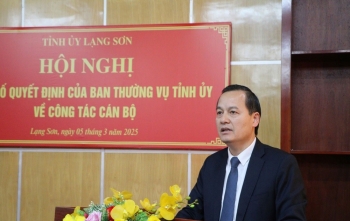 TỈNH ỦY LẠNG SƠN
HỘI NGHỊ
BỐ QUYẾT ĐỊNH CỦA BAN THƯỜNG VỤ TỈNH ỦY
VỀ CÔNG TÁC CÁN BỘ
Lạng Sơn, ngày 05 tháng 3 năm 2025